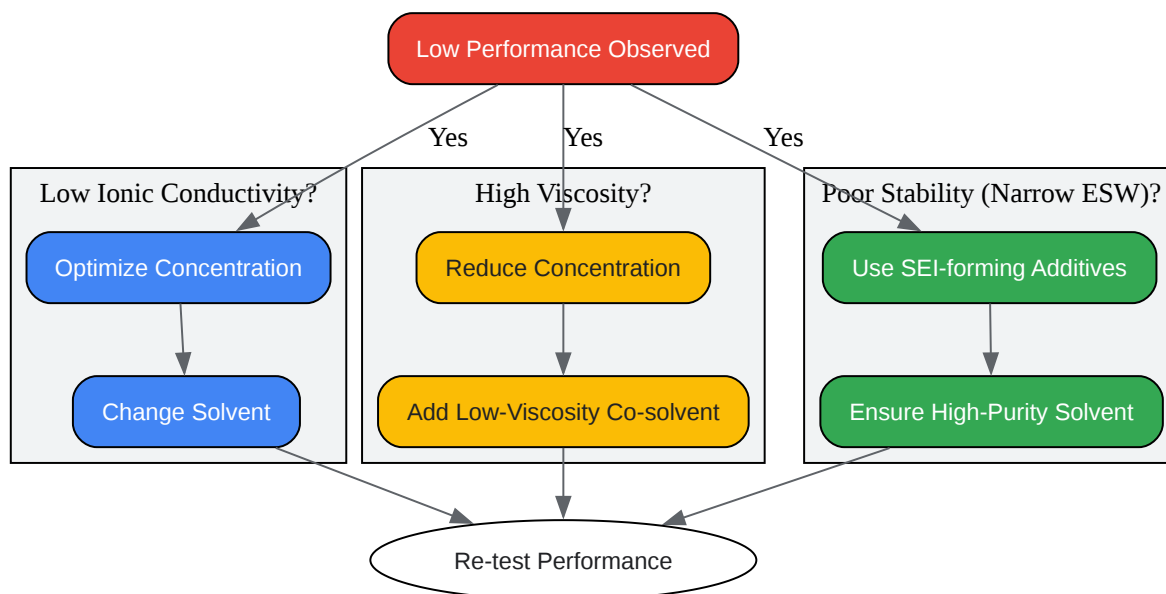 Low Performance Observed
Yes
Yes
Yes
Low Ionic Conductivity?
High Viscosity?
Poor Stability (Narrow ESW)?
Optimize Concentration
Reduce Concentration
Use SEI-forming Additives
Change Solvent
Add Low-Viscosity Co-solvent
Ensure High-Purity Solvent
Re-test Performance